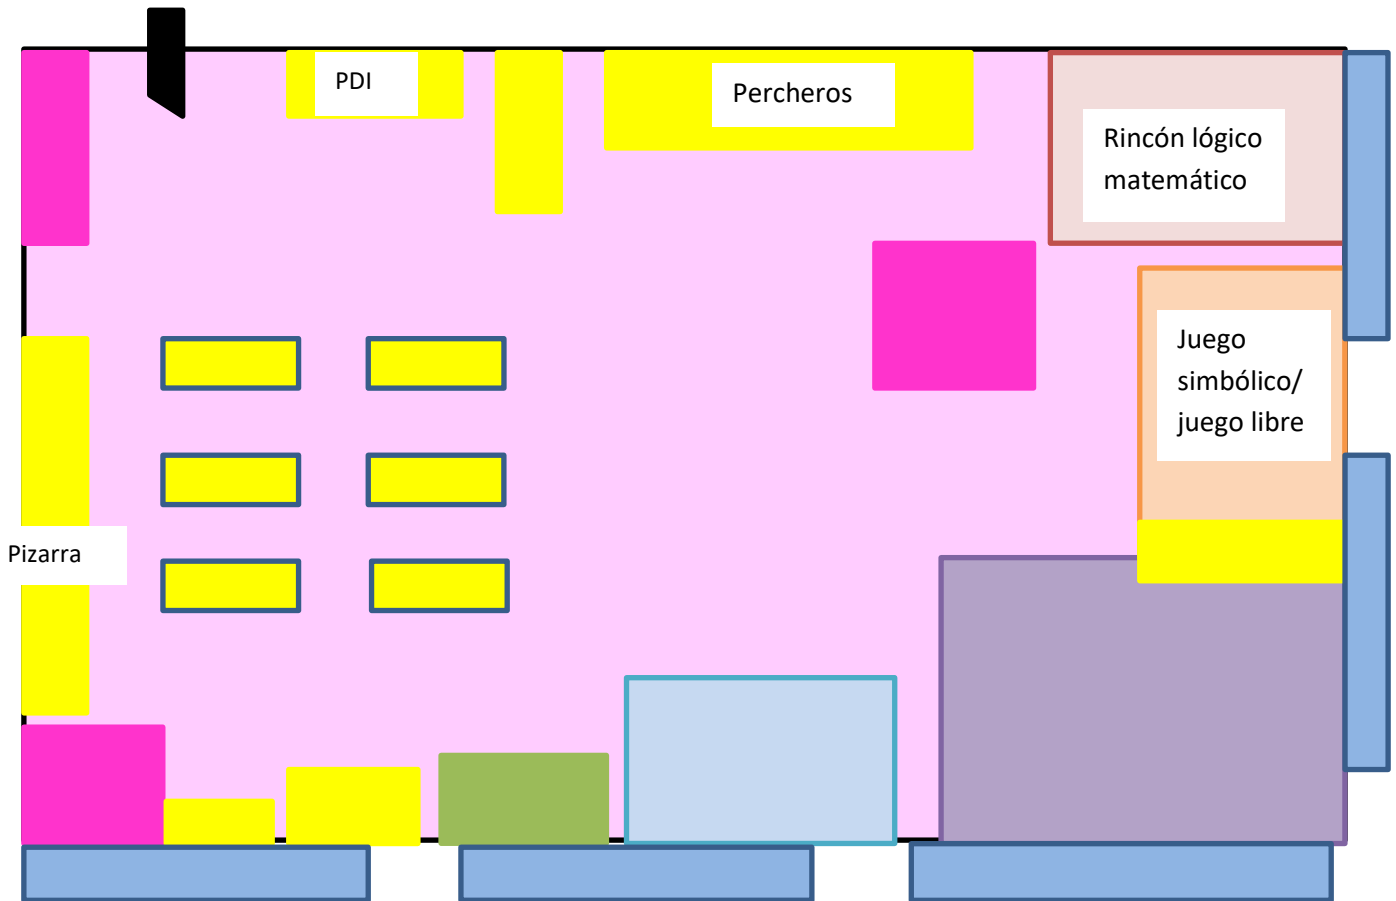 PDI
Percheros
Rincón lógico
matemático
Juego
simbólico/
juego libre
Pizarra